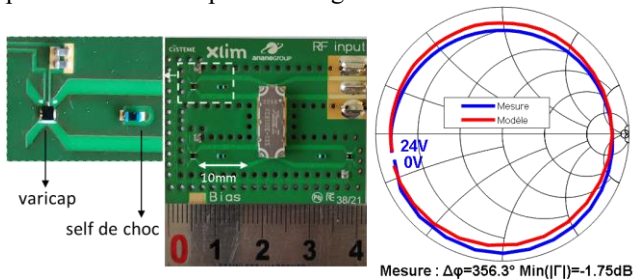 CISTEME Xlim arianeGROUP RF input
10mm
varicap
self de choc
Bias
38/21
0 1 2 3 4
Mesure
Modèle
24V
0V
Mesure : Δφ=356.3° Min(|Γ|)=-1.75dB